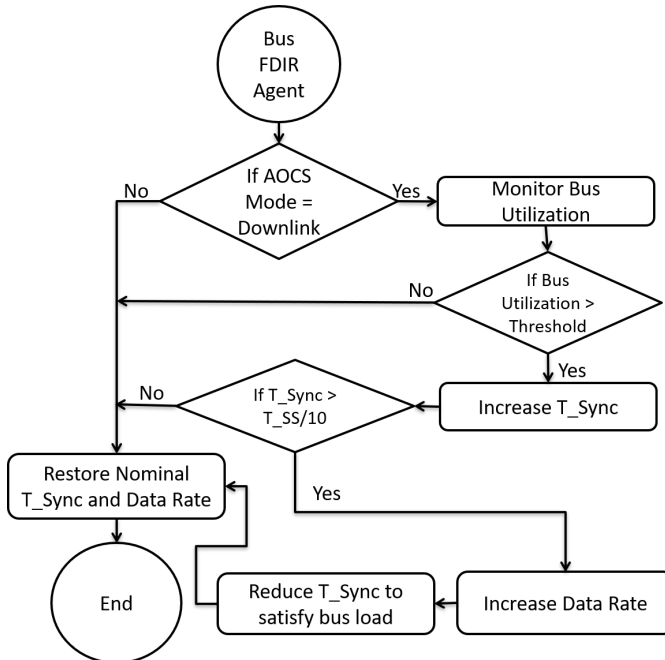 Bus
FDIR
Agent
If AOCS
Mode =
Downlink
No
Yes
Monitor Bus
Utilization
If Bus
Utilization >
Threshold
No
Yes
Increase T_Sync
If T_Sync >
T_SS/10
No
Yes
Restore Nominal
T_Sync and Data Rate
Increase Data Rate
Reduce T_Sync to
satisfy bus load
End